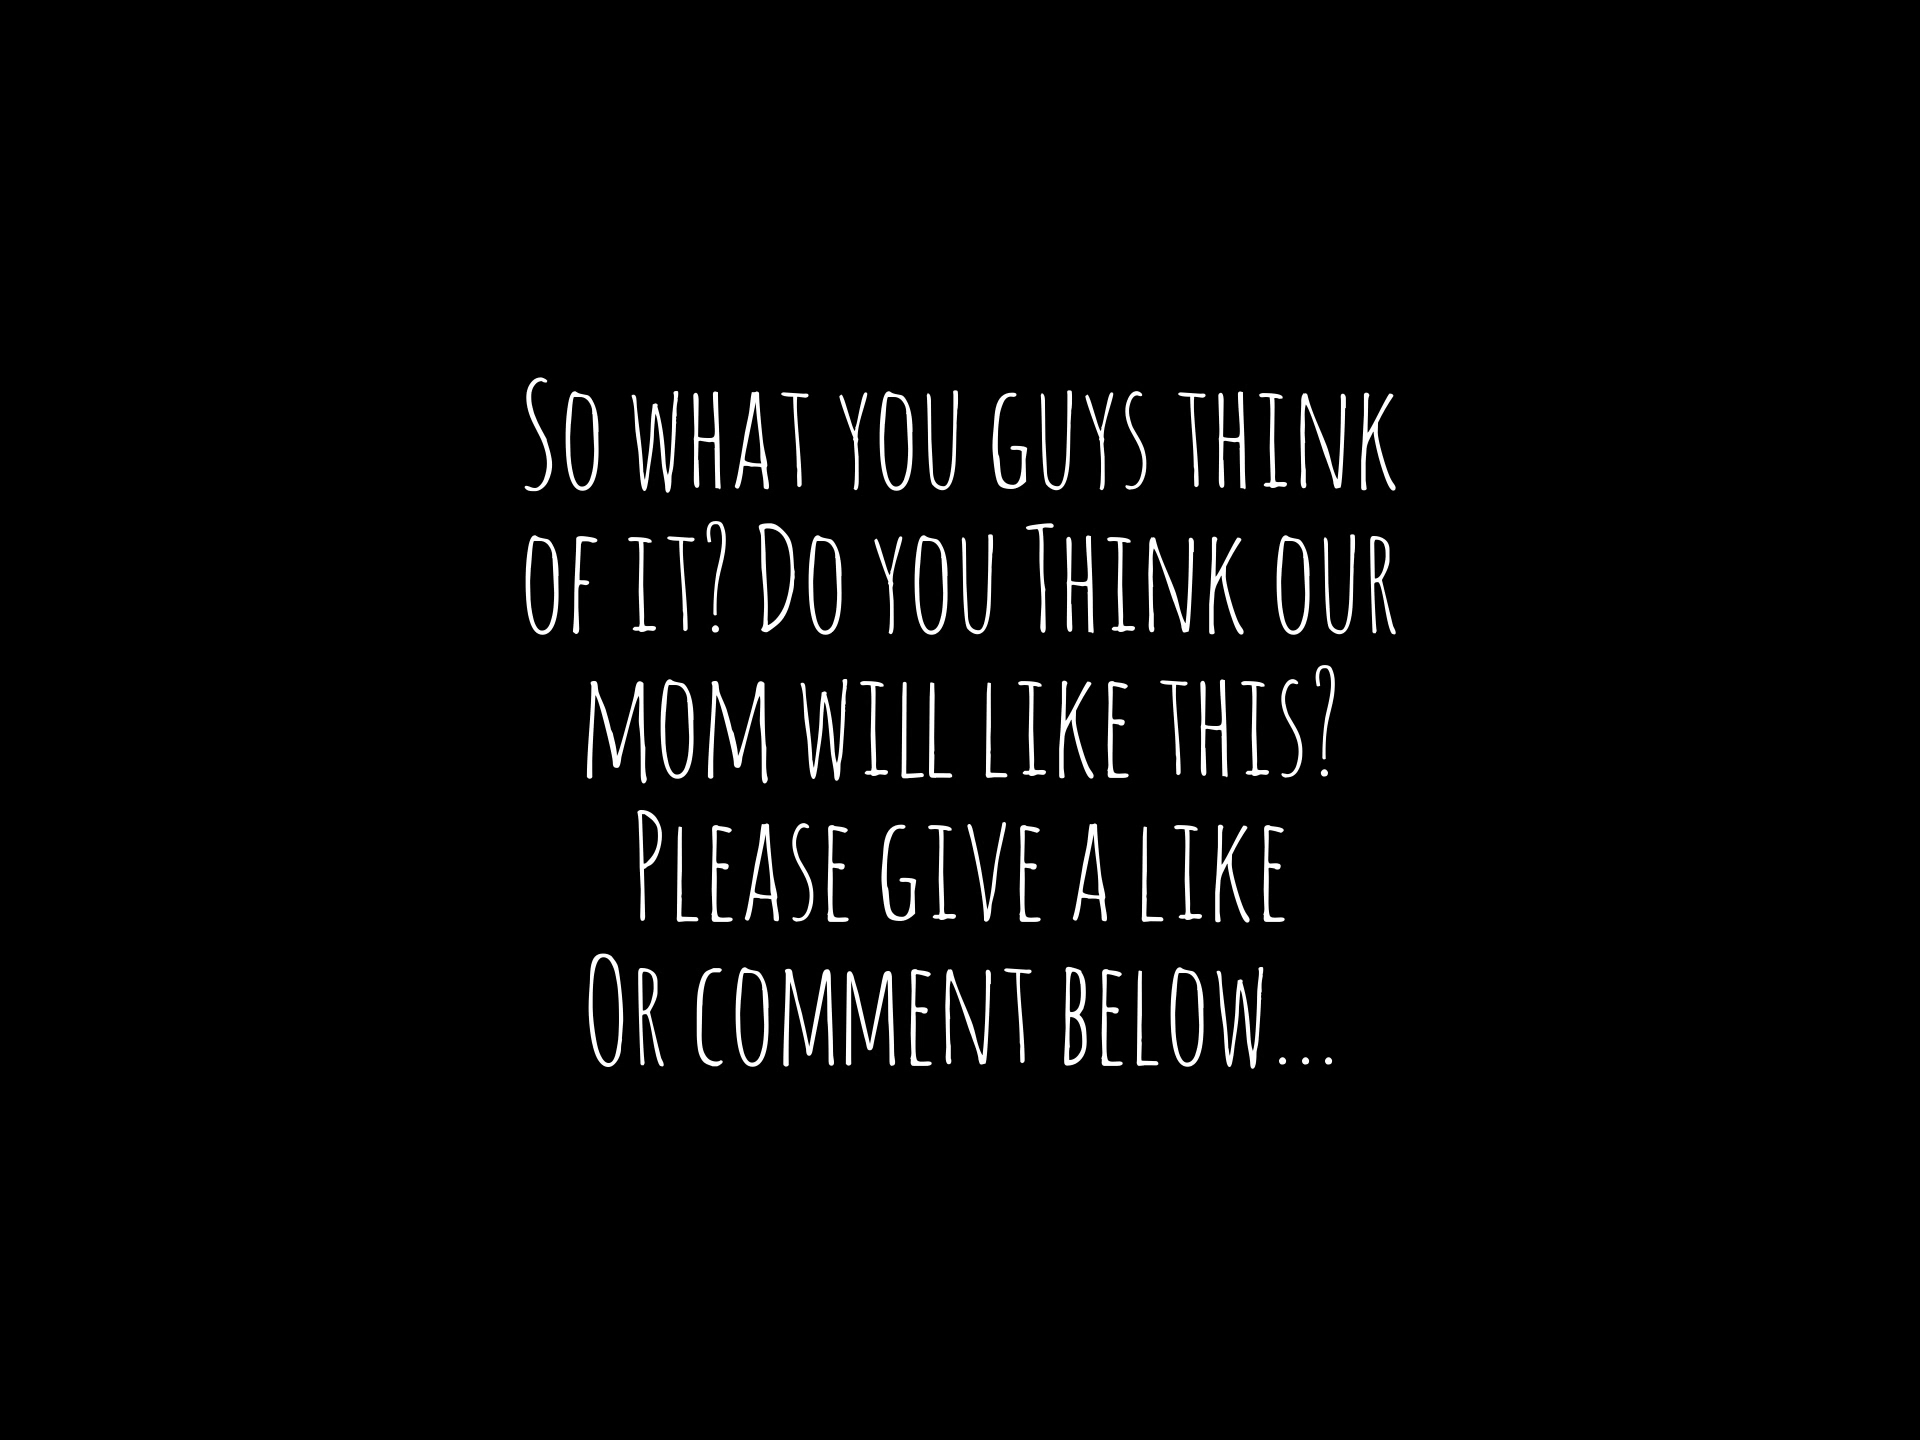 So what you guys think
of it? Do you Think our
mom will like this?
Please give a like
Or comment below...